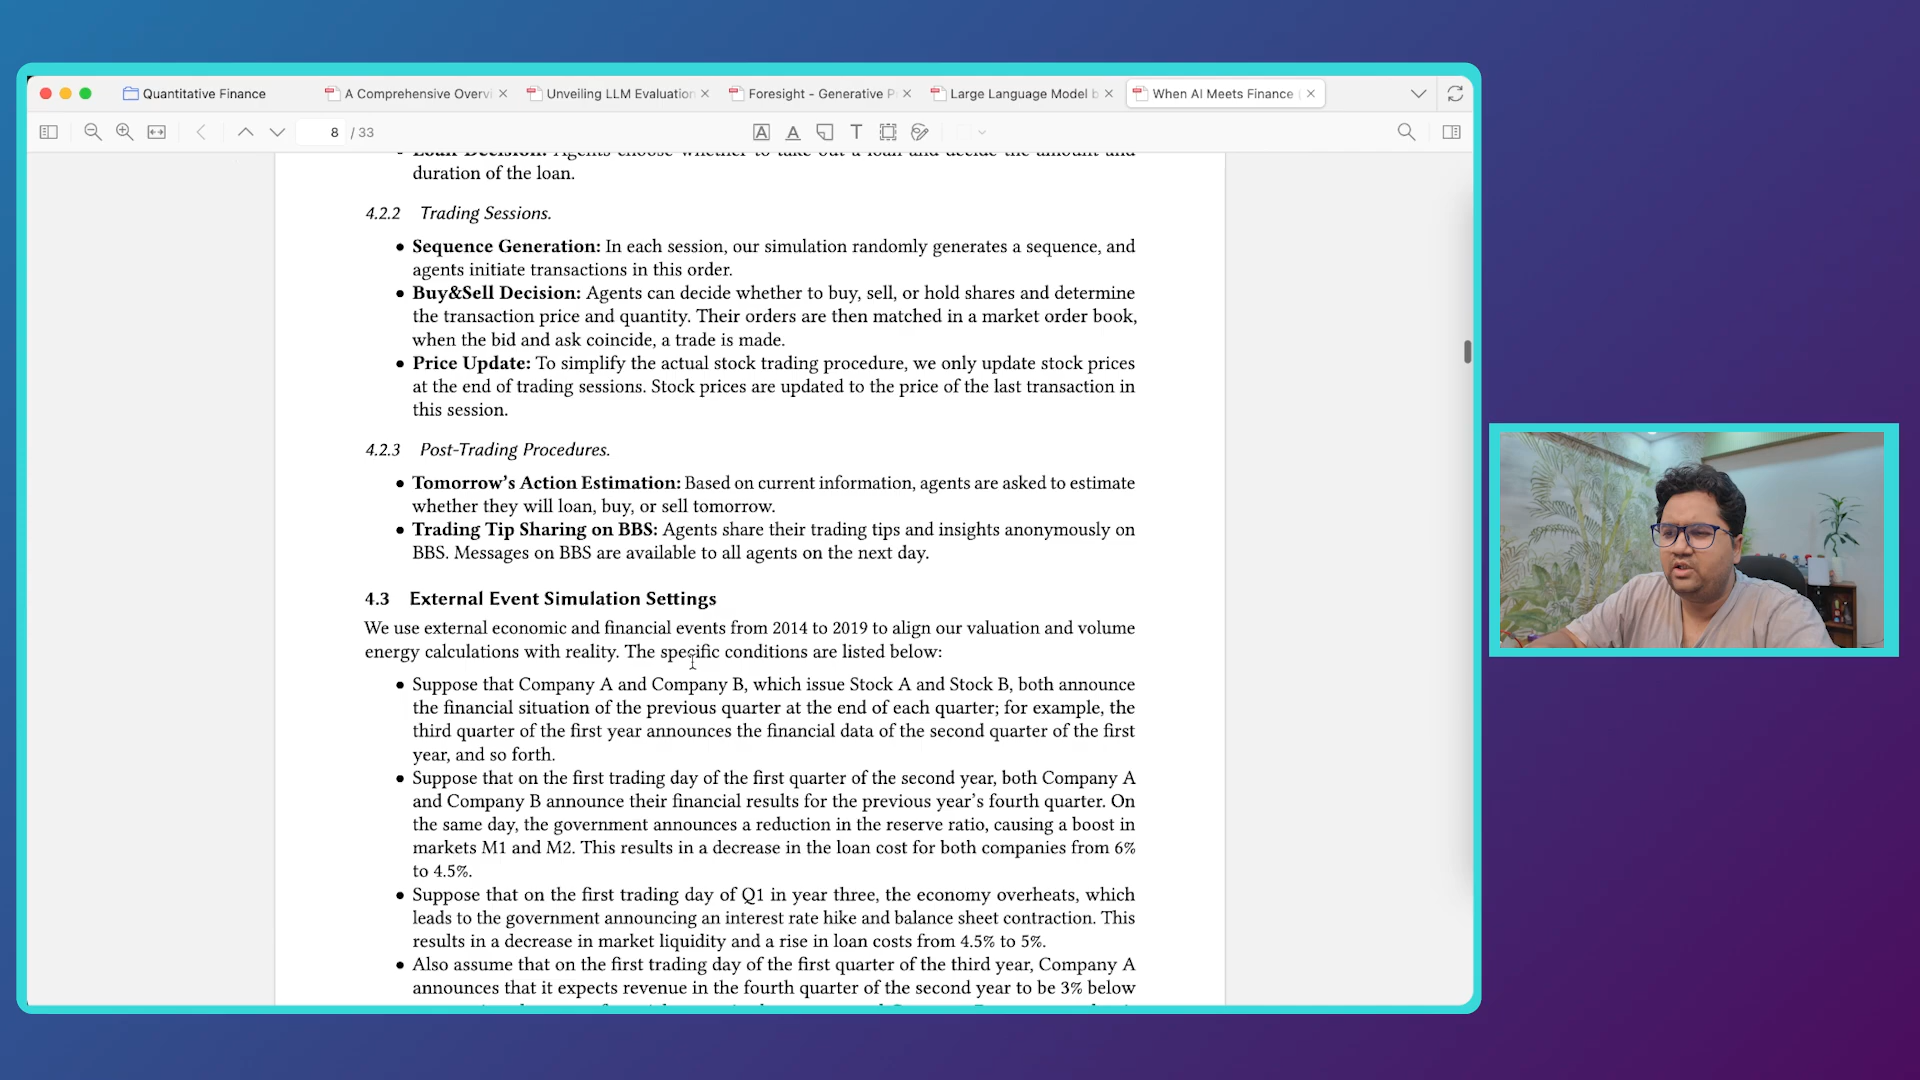 Quantitative Finance
A Comprehensive Overvi
Unveiling LLM Evaluation
Foresight - Generative P
Large Language Model b
When AI Meets Finance (
8 / 33
Loan Decision: Agents choose whether to take out a loan and decide the amount and
duration of the loan.
4.2.2 Trading Sessions.
• Sequence Generation: In each session, our simulation randomly generates a sequence, and
agents initiate transactions in this order.
• Buy&Sell Decision: Agents can decide whether to buy, sell, or hold shares and determine
the transaction price and quantity. Their orders are then matched in a market order book,
when the bid and ask coincide, a trade is made.
• Price Update: To simplify the actual stock trading procedure, we only update stock prices
at the end of trading sessions. Stock prices are updated to the price of the last transaction in
this session.
4.2.3 Post-Trading Procedures.
• Tomorrow's Action Estimation: Based on current information, agents are asked to estimate
whether they will loan, buy, or sell tomorrow.
• Trading Tip Sharing on BBS: Agents share their trading tips and insights anonymously on
BBS. Messages on BBS are available to all agents on the next day.
4.3 External Event Simulation Settings
We use external economic and financial events from 2014 to 2019 to align our valuation and volume
energy calculations with reality. The specific conditions are listed below:
• Suppose that Company A and Company B, which issue Stock A and Stock B, both announce
the financial situation of the previous quarter at the end of each quarter; for example, the
third quarter of the first year announces the financial data of the second quarter of the first
year, and so forth.
• Suppose that on the first trading day of the first quarter of the second year, both Company A
and Company B announce their financial results for the previous year's fourth quarter. On
the same day, the government announces a reduction in the reserve ratio, causing a boost in
markets M1 and M2. This results in a decrease in the loan cost for both companies from 6%
to 4.5%.
• Suppose that on the first trading day of Q1 in year three, the economy overheats, which
leads to the government announcing an interest rate hike and balance sheet contraction. This
results in a decrease in market liquidity and a rise in loan costs from 4.5% to 5%.
• Also assume that on the first trading day of the first quarter of the third year, Company A
announces that it expects revenue in the fourth quarter of the second year to be 3% below